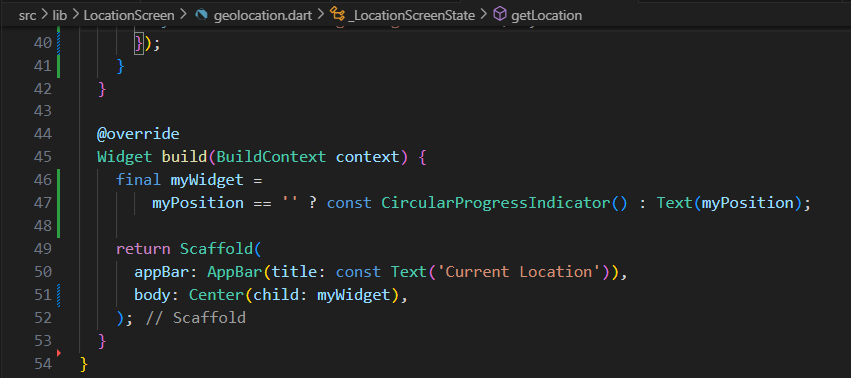 src > lib > LocationScreen > geolocation.dart > _LocationScreenState > getLocation
40 });
41 }
42 }
43
44 @override
45 Widget build(BuildContext context) {
46 final myWidget =
47 myPosition == '' ? const CircularProgressIndicator() : Text(myPosition);
48
49 return Scaffold(
50 appBar: AppBar(title: const Text('Current Location')),
51 body: Center(child: myWidget),
52 ); // Scaffold
53 }
54 }